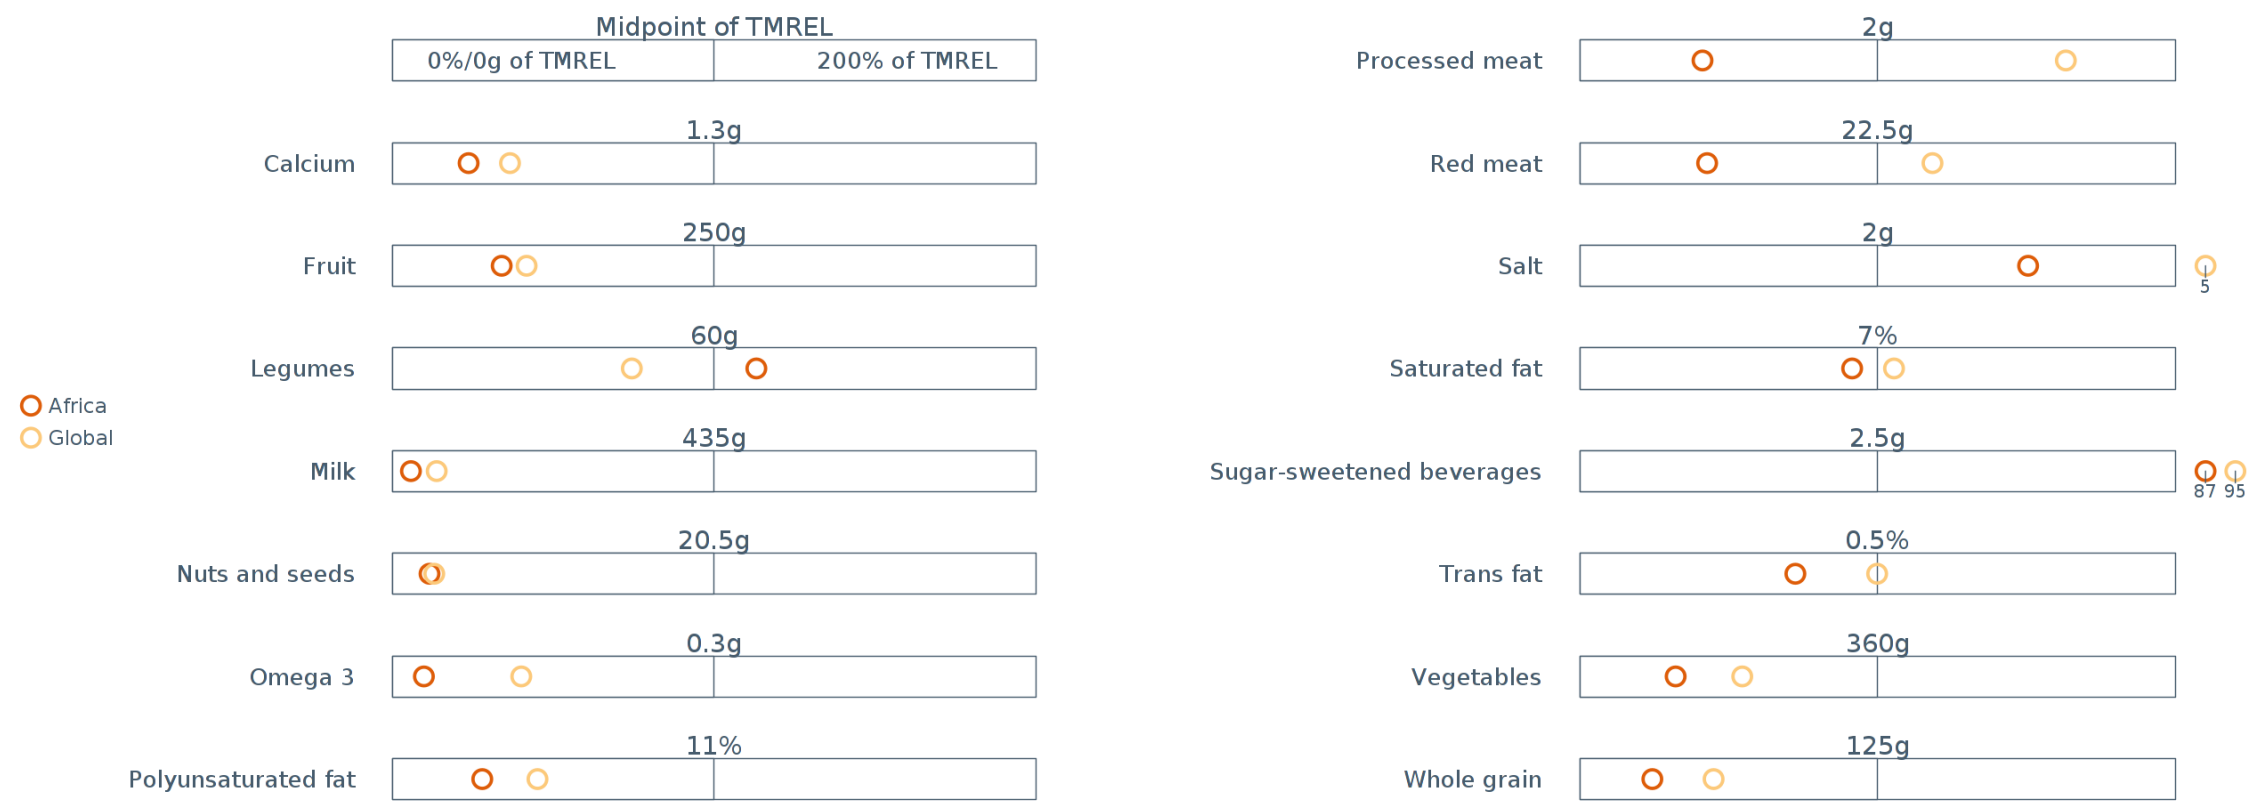 Midpoint of TMREL
0%/0g of TMREL 200% of TMREL
1.3g
Calcium
250g
Fruit
60g
Legumes
435g
Milk
20.5g
Nuts and seeds
0.3g
Omega 3
11%
Polyunsaturated fat
Africa
Global
2g
Processed meat
22.5g
Red meat
2g
Salt
5
7%
Saturated fat
2.5g
Sugar-sweetened beverages
87 95
0.5%
Trans fat
360g
Vegetables
125g
Whole grain